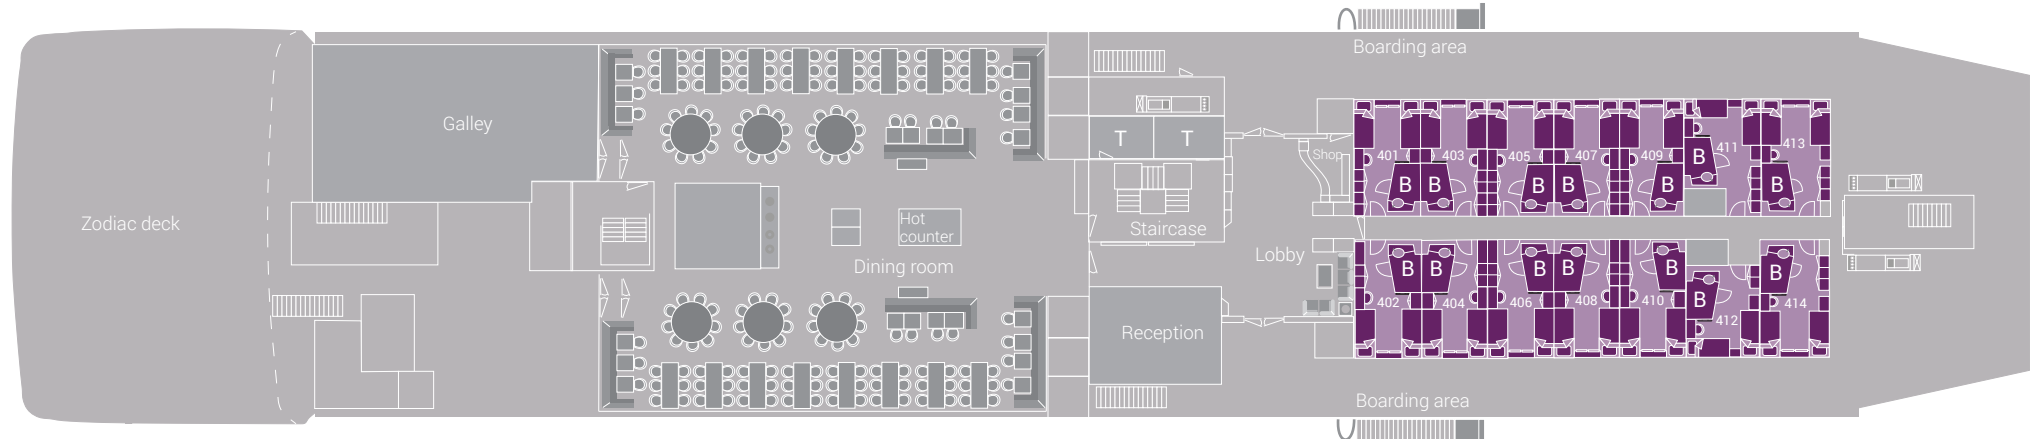 Boarding area
Galley
T
T
Shop
401
403
405
407
409
411
413
B
B
B
B
B
B
B
Zodiac deck
Hot
counter
Staircase
Lobby
Dining room
B
B
B
B
B
B
B
402
404
406
408
410
412
414
Reception
Boarding area